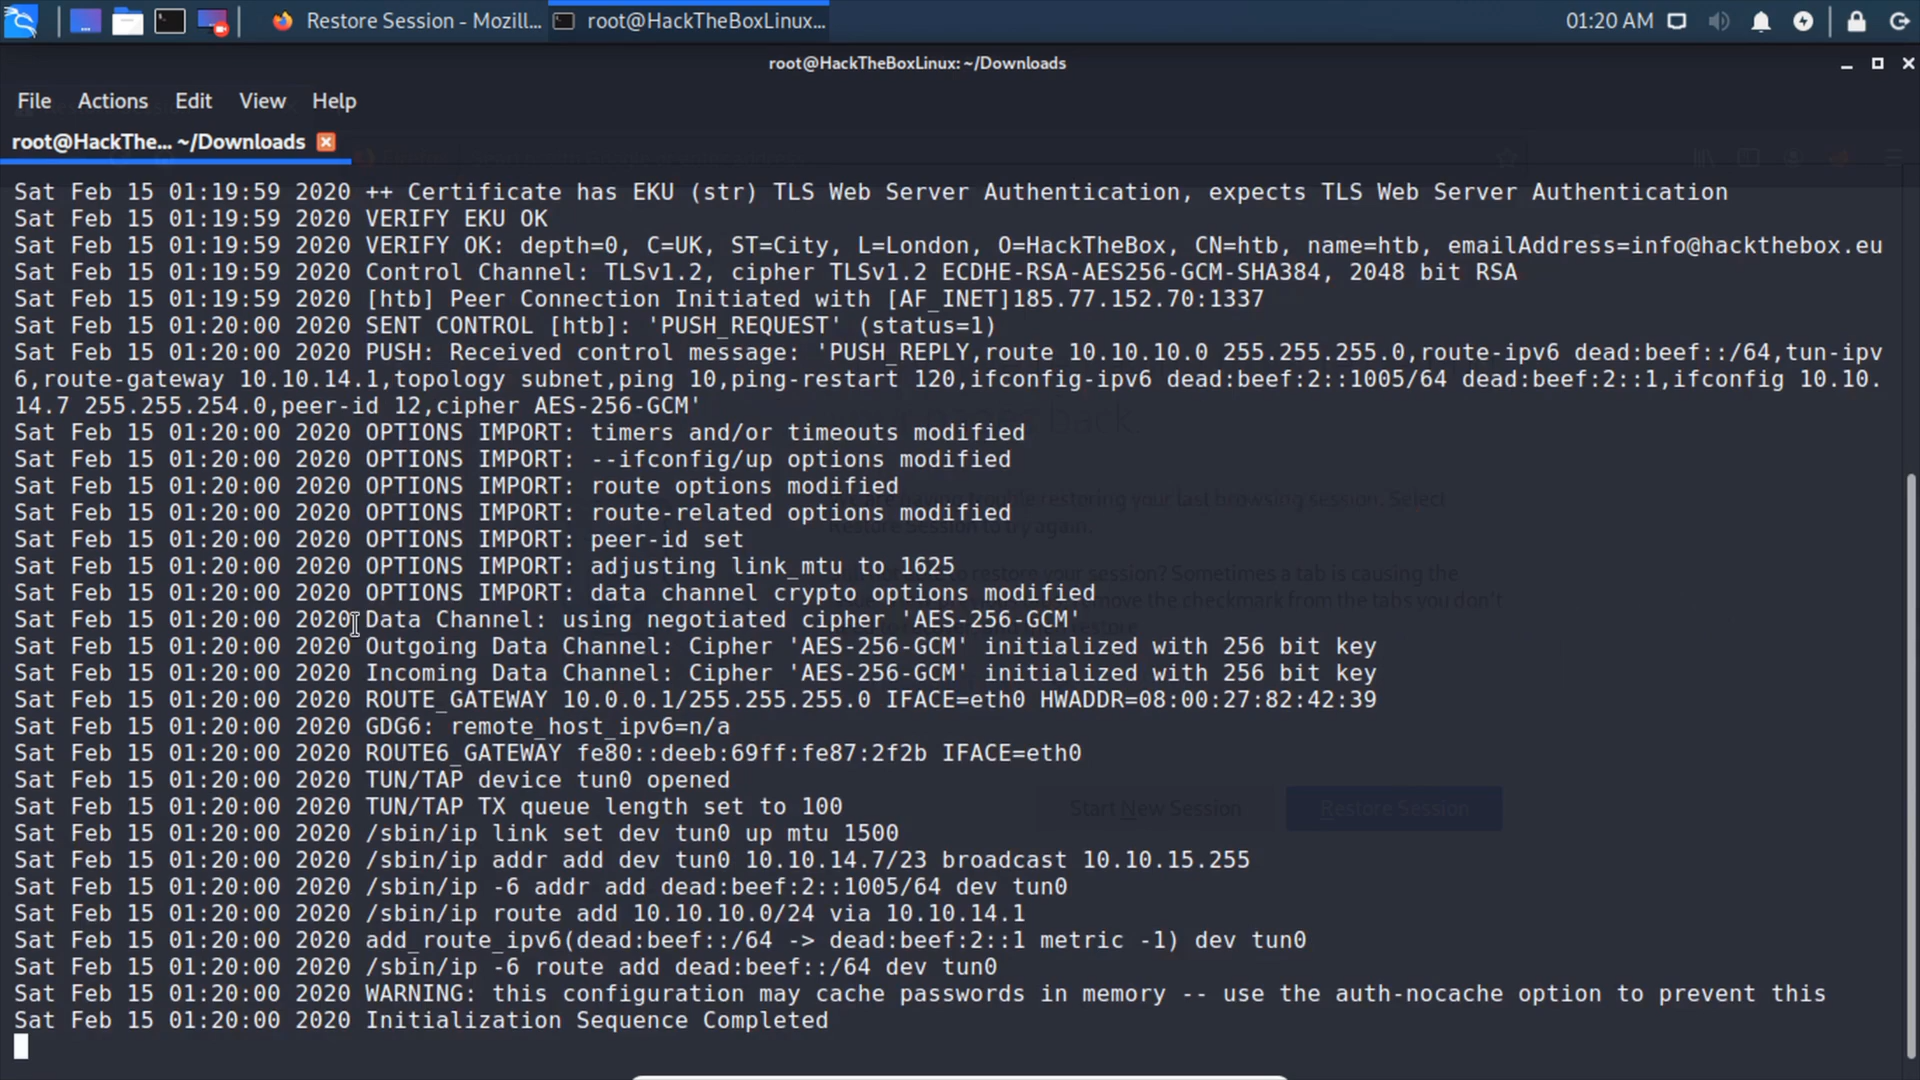 Restore Session - Mozill...
root@HackTheBoxLinux...
01:20 AM
root@HackTheBoxLinux: ~/Downloads
File Actions Edit View Help
root@HackThe... ~/Downloads
Sat Feb 15 01:19:59 2020 ++ Certificate has EKU (str) TLS Web Server Authentication, expects TLS Web Server Authentication
Sat Feb 15 01:19:59 2020 VERIFY EKU OK
Sat Feb 15 01:19:59 2020 VERIFY OK: depth=0, C=UK, ST=City, L=London, O=HackTheBox, CN=htb, name=htb, emailAddress=info@hackthebox.eu
Sat Feb 15 01:19:59 2020 Control Channel: TLSv1.2, cipher TLSv1.2 ECDHE-RSA-AES256-GCM-SHA384, 2048 bit RSA
Sat Feb 15 01:19:59 2020 [htb] Peer Connection Initiated with [AF_INET]185.77.152.70:1337
Sat Feb 15 01:20:00 2020 SENT CONTROL [htb]: 'PUSH_REQUEST' (status=1)
Sat Feb 15 01:20:00 2020 PUSH: Received control message: 'PUSH_REPLY,route 10.10.10.0 255.255.255.0,route-ipv6 dead:beef::/64,tun-ipv
6,route-gateway 10.10.14.1,topology subnet,ping 10,ping-restart 120,ifconfig-ipv6 dead:beef:2::1005/64 dead:beef:2::1,ifconfig 10.10.
14.7 255.255.254.0,peer-id 12,cipher AES-256-GCM'
Sat Feb 15 01:20:00 2020 OPTIONS IMPORT: timers and/or timeouts modified
Sat Feb 15 01:20:00 2020 OPTIONS IMPORT: --ifconfig/up options modified
Sat Feb 15 01:20:00 2020 OPTIONS IMPORT: route options modified
Sat Feb 15 01:20:00 2020 OPTIONS IMPORT: route-related options modified
Sat Feb 15 01:20:00 2020 OPTIONS IMPORT: peer-id set
Sat Feb 15 01:20:00 2020 OPTIONS IMPORT: adjusting link_mtu to 1625
Sat Feb 15 01:20:00 2020 OPTIONS IMPORT: data channel crypto options modified
Sat Feb 15 01:20:00 2020 Data Channel: using negotiated cipher 'AES-256-GCM'
Sat Feb 15 01:20:00 2020 Outgoing Data Channel: Cipher 'AES-256-GCM' initialized with 256 bit key
Sat Feb 15 01:20:00 2020 Incoming Data Channel: Cipher 'AES-256-GCM' initialized with 256 bit key
Sat Feb 15 01:20:00 2020 ROUTE_GATEWAY 10.0.0.1/255.255.255.0 IFACE=eth0 HWADDR=08:00:27:82:42:39
Sat Feb 15 01:20:00 2020 GDG6: remote_host_ipv6=n/a
Sat Feb 15 01:20:00 2020 ROUTE6_GATEWAY fe80::deeb:69ff:fe87:2f2b IFACE=eth0
Sat Feb 15 01:20:00 2020 TUN/TAP device tun0 opened
Sat Feb 15 01:20:00 2020 TUN/TAP TX queue length set to 100
Start New Session Restore Session
Sat Feb 15 01:20:00 2020 /sbin/ip link set dev tun0 up mtu 1500
Sat Feb 15 01:20:00 2020 /sbin/ip addr add dev tun0 10.10.14.7/23 broadcast 10.10.15.255
Sat Feb 15 01:20:00 2020 /sbin/ip -6 addr add dead:beef:2::1005/64 dev tun0
Sat Feb 15 01:20:00 2020 /sbin/ip route add 10.10.10.0/24 via 10.10.14.1
Sat Feb 15 01:20:00 2020 add_route_ipv6(dead:beef::/64 -> dead:beef:2::1 metric -1) dev tun0
Sat Feb 15 01:20:00 2020 /sbin/ip -6 route add dead:beef::/64 dev tun0
Sat Feb 15 01:20:00 2020 WARNING: this configuration may cache passwords in memory -- use the auth-nocache option to prevent this
Sat Feb 15 01:20:00 2020 Initialization Sequence Completed